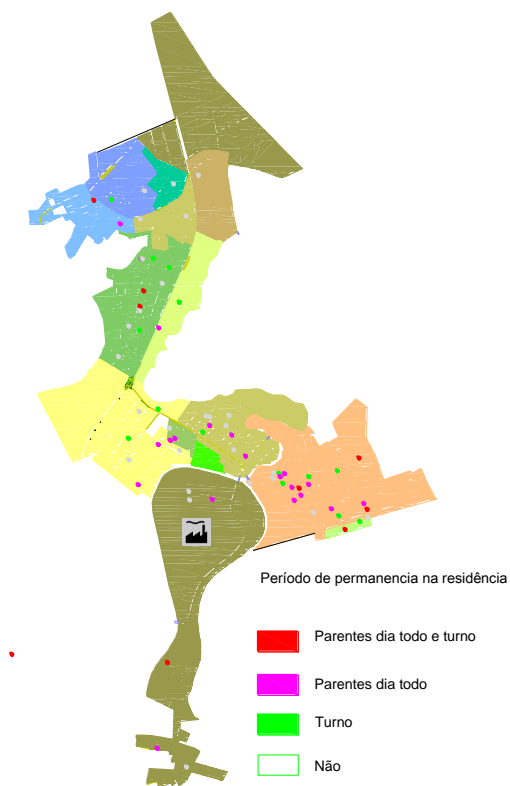 Período de permanencia na residência
Parentes dia todo e turno
Parentes dia todo
Turno
Não